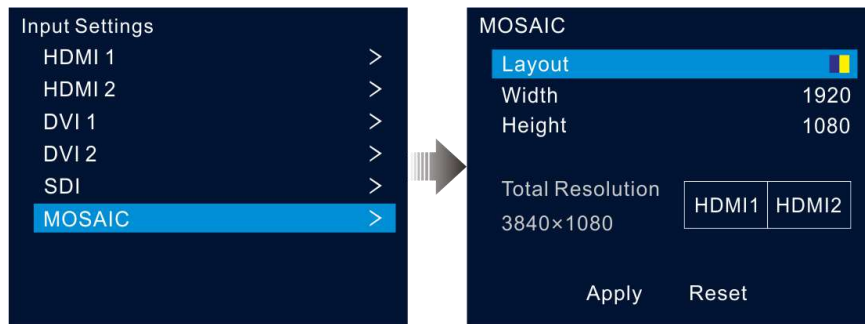 Input Settings
HDMI 1 >
HDMI 2 >
DVI 1 >
DVI 2 >
SDI >
MOSAIC >
MOSAIC
Layout
Width 1920
Height 1080
Total Resolution
3840×1080
HDMI1 HDMI2
Apply Reset